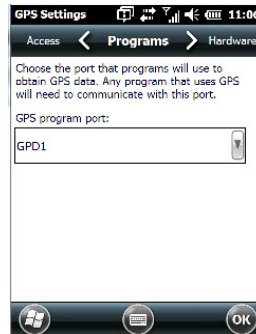 GPS Settings 11:06
Access Programs Hardware
Choose the port that programs will use to
obtain GPS data. Any program that uses GPS
will need to communicate with this port.
GPS program port:
GPD1
OK